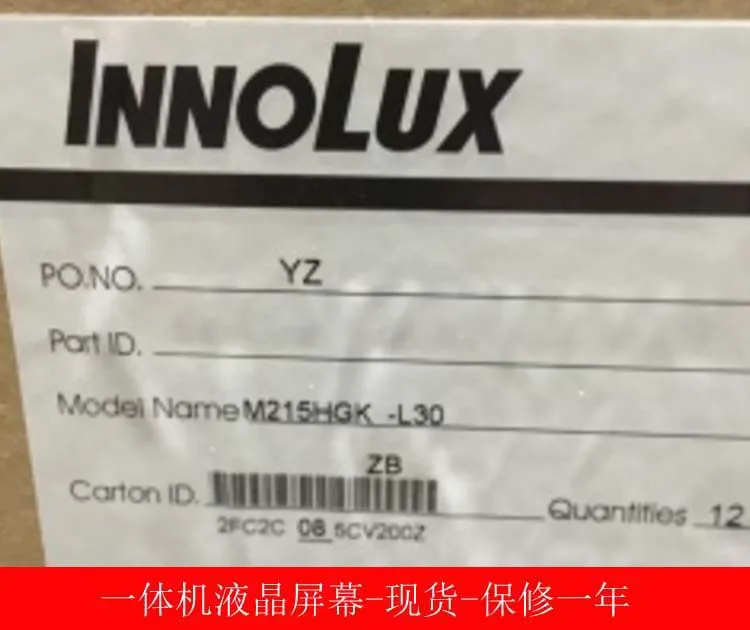 INNOLUX
PO.NO. YZ
Part ID.
Model Name M215HGK -L30
ZB
Carton ID.
Quantities 12
2FC2C 06 5CV200Z
一体机液晶屏幕-现货-保修一年